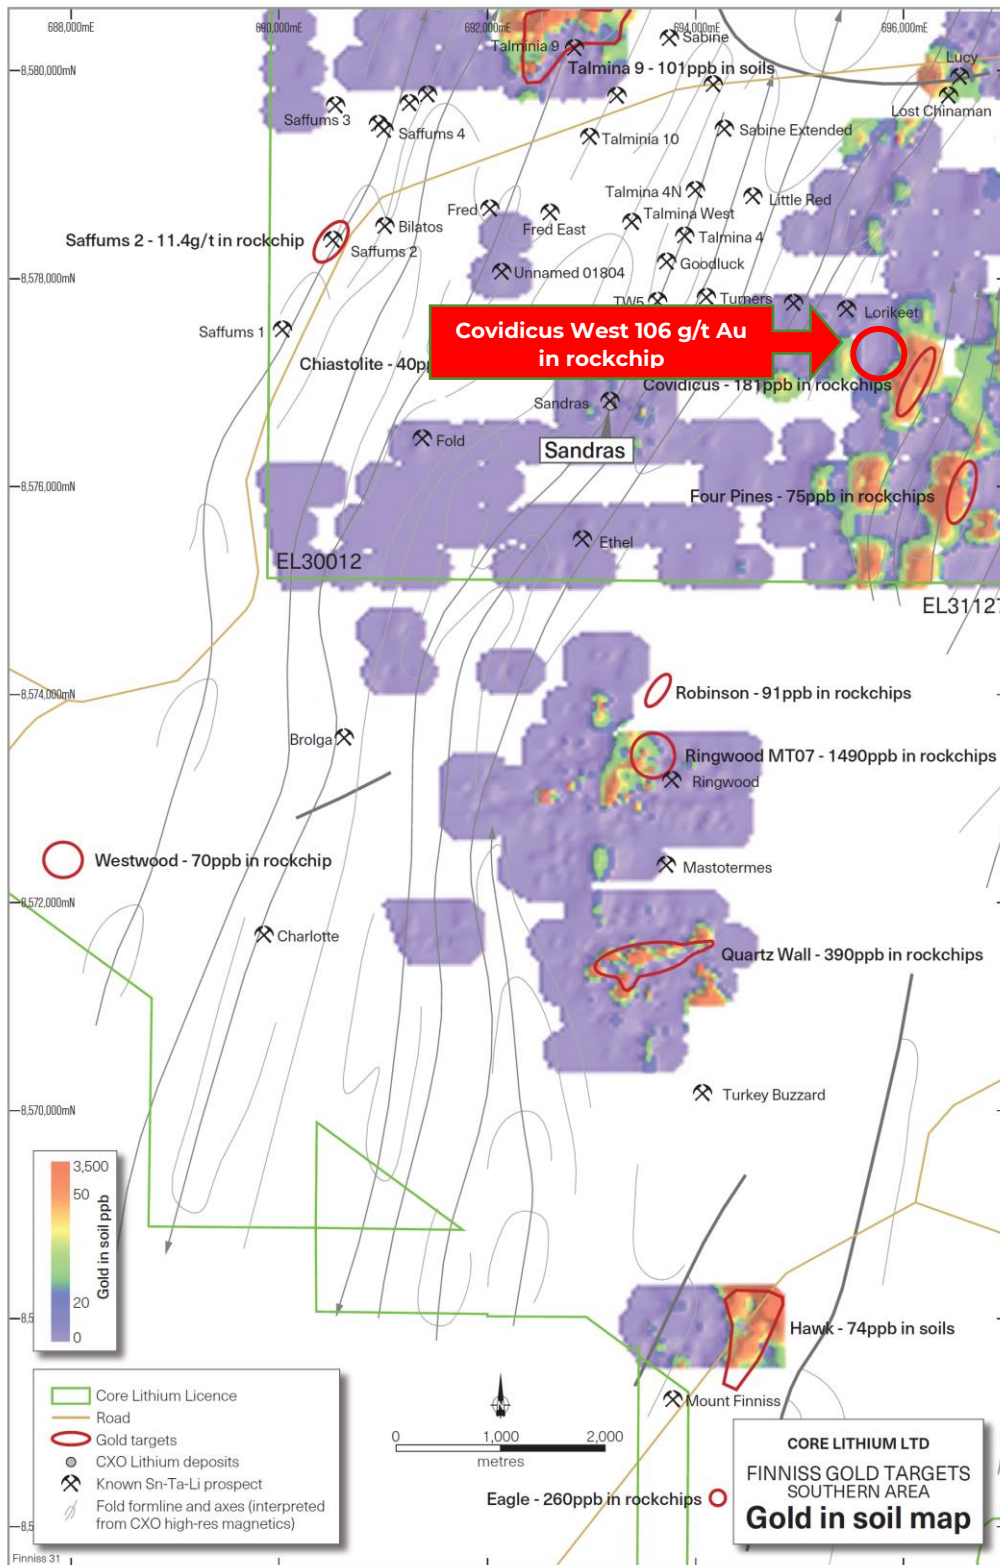 688,000mE
690,000mE
692,000mE
694,000mE
696,000mE
Sabine
Talminia 9
Lucy
8,580,000mN
Talmina 9 - 101ppb in soils
Lost Chinaman
Saffums 3
Saffums 4
Sabine Extended
Talminia 10
Talmina 4N
Little Red
Fred
Talmina West
Bilatos
Fred East
Talmina 4
Saffums 2 - 11.4g/t in rockchip
Saffums 2
Goodluck
8,578,000mN
Unnamed 01804
TW5
Turners
Lorikeet
Saffums 1
Covidicus West 106 g/t Au
in rockchip
Chiastolite - 40pp
Covidicus - 181ppb in rockchips
Sandras
Fold
Sandras
8,576,000mN
Four Pines - 75ppb in rockchips
Ethel
EL30012
EL31127
8,574,000mN
Robinson - 91ppb in rockchips
Brolga
Ringwood MT07 - 1490ppb in rockchips
Ringwood
Westwood - 70ppb in rockchip
Mastotermes
8,572,000mN
Charlotte
Quartz Wall - 390ppb in rockchips
Turkey Buzzard
8,570,000mN
3,500
50
20
0
Gold in soil ppb
8,5
Hawk - 74ppb in soils
Mount Finniss
Core Lithium Licence
Road
Gold targets
CXO Lithium deposits
Known Sn-Ta-Li prospect
Fold formline and axes (interpreted
from CXO high-res magnetics)
N
0 1,000 2,000
metres
Eagle - 260ppb in rockchips
CORE LITHIUM LTD
FINNISS GOLD TARGETS
SOUTHERN AREA
Gold in soil map
8,5
Finniss 31